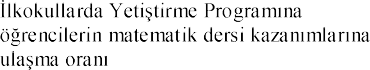 İlkokullarda Yetiştirme Programına
öğrencilerin matematik dersi kazanımlarına
ulaşma oranı